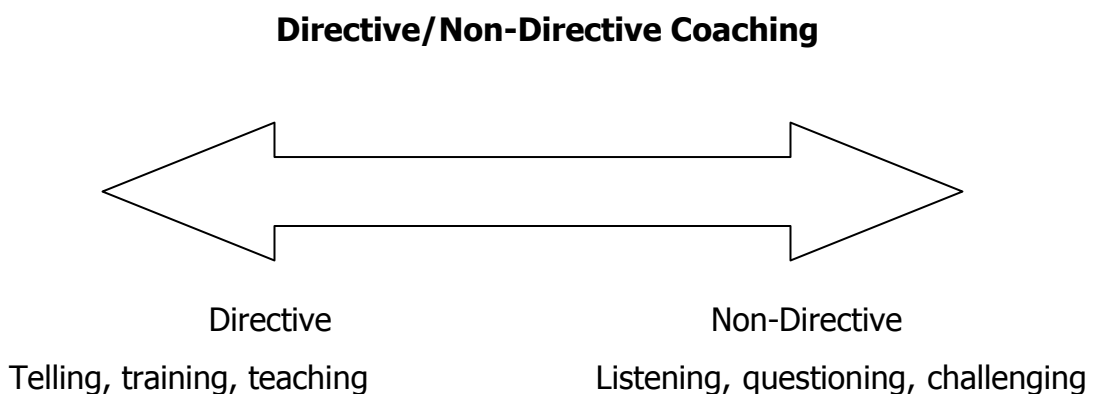 Directive/Non-Directive Coaching
Directive
Non-Directive
Telling, training, teaching
Listening, questioning, challenging